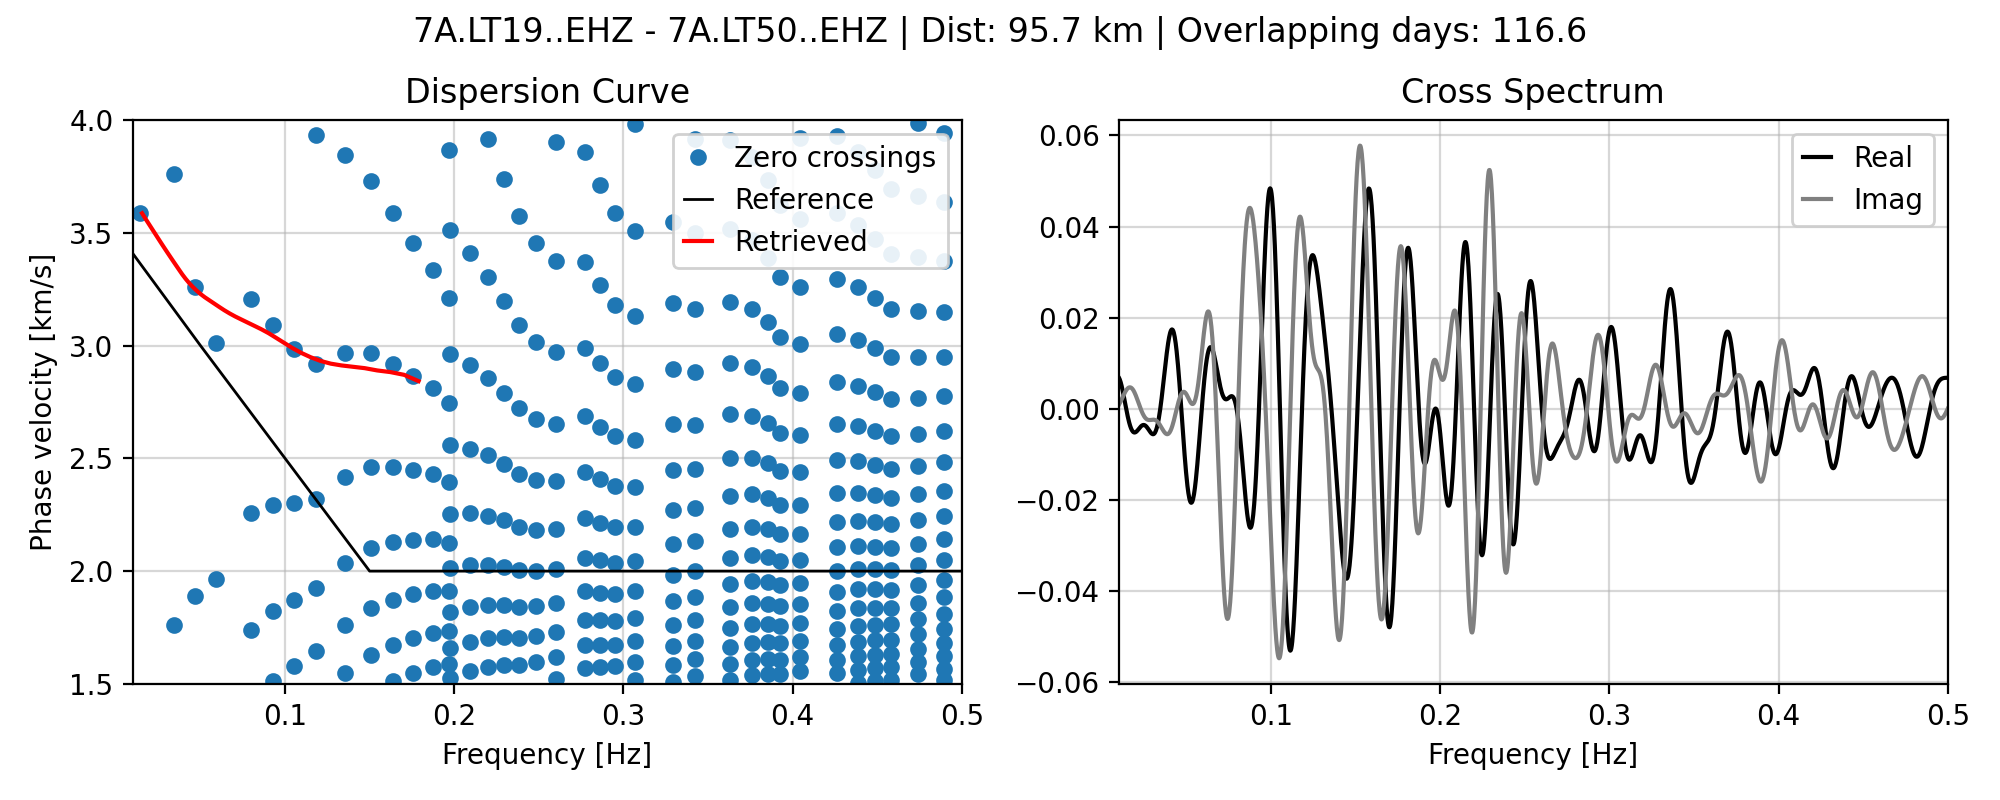 7A.LT19..EHZ - 7A.LT50..EHZ | Dist: 95.7 km | Overlapping days: 116.6
Dispersion Curve
4.0
3.5
3.0
2.5
2.0
1.5
Phase velocity [km/s]
Zero crossings
Reference
Retrieved
0.1
0.2
0.3
0.4
0.5
Frequency [Hz]
Cross Spectrum
0.06
0.04
0.02
0.00
−0.02
−0.04
−0.06
Real
Imag
0.1
0.2
0.3
0.4
0.5
Frequency [Hz]